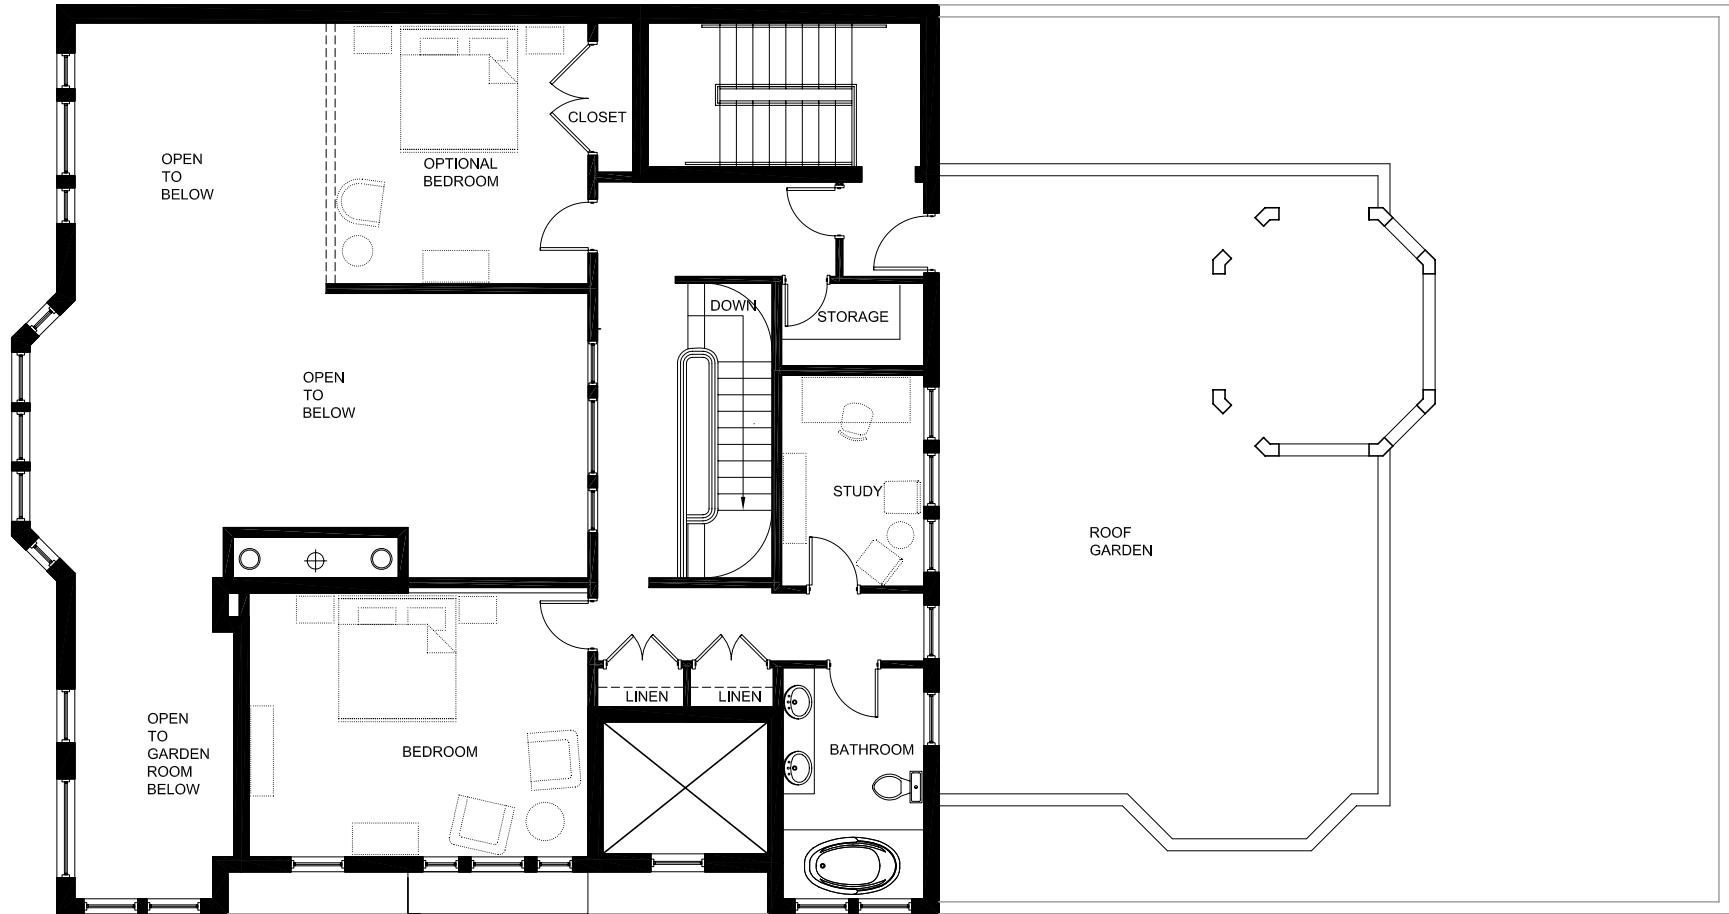 CLOSET
OPEN
TO
BELOW
OPTIONAL
BEDROOM
DOWN
STORAGE
OPEN
TO
BELOW
STUDY
ROOF
GARDEN
LINEN
LINEN
OPEN
TO
GARDEN
ROOM
BELOW
BEDROOM
BATHROOM